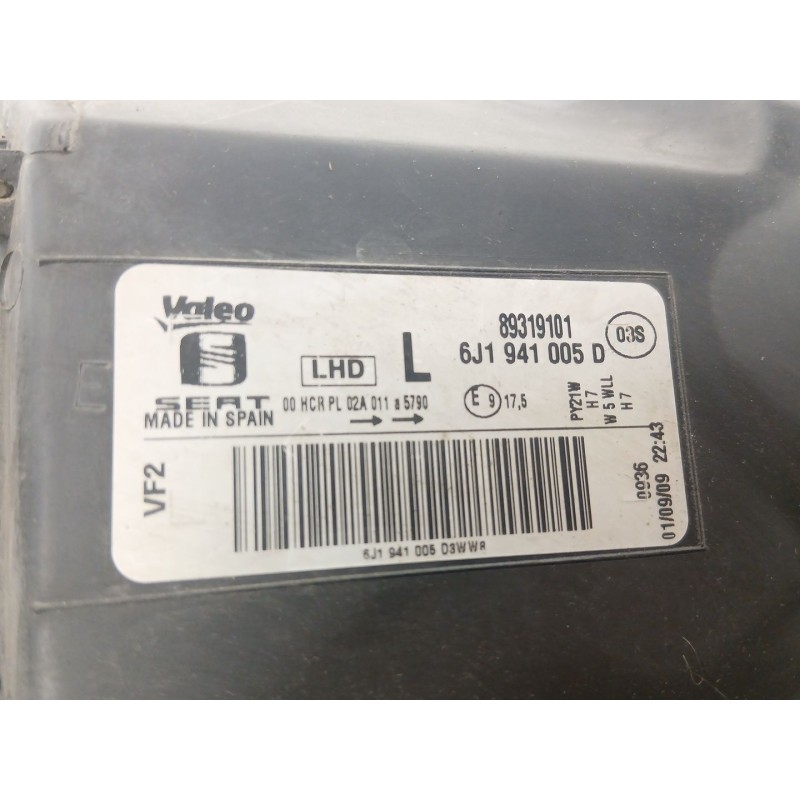 Valeo
SEAT
MADE IN SPAIN
LHD
L
89319101
6J1 941 005 D
03S
00 HCR PL 02A 011 a 5790
E 9 17,5
PY21W
H7
W 5 WLL
H7
VF2
6J1 941 005 D3WWR
0936
01/09/09 22:43